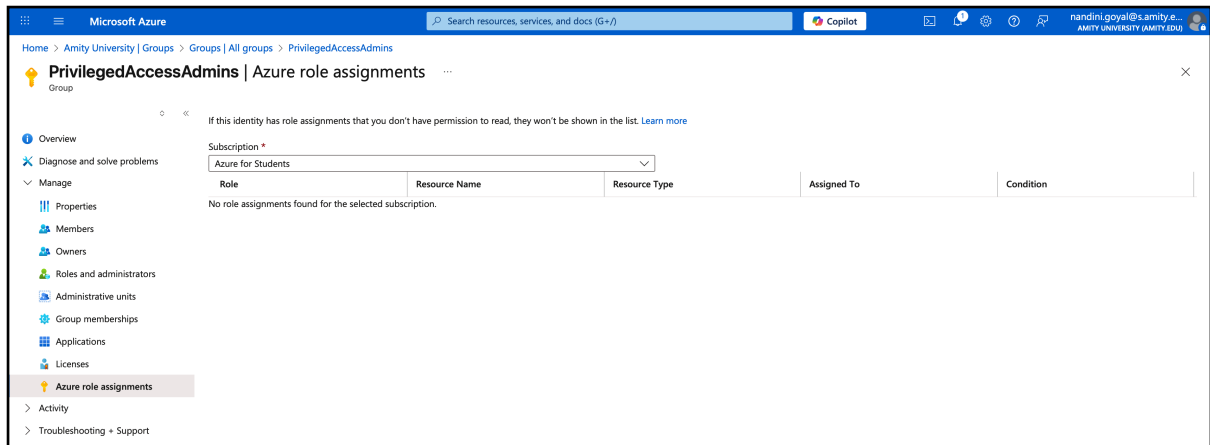 Microsoft Azure
Search resources, services, and docs (G+/)
Copilot
1
nandini.goyal@s.amity.e...
AMITY UNIVERSITY (AMITY.EDU)
Home > Amity University | Groups > Groups | All groups > PrivilegedAccessAdmins
PrivilegedAccessAdmins | Azure role assignments ...
Group
If this identity has role assignments that you don't have permission to read, they won't be shown in the list. Learn more
Overview
Diagnose and solve problems
Manage
Properties
Members
Owners
Roles and administrators
Administrative units
Group memberships
Applications
Licenses
Azure role assignments
Activity
Troubleshooting + Support
Subscription *
Azure for Students
Role Resource Name Resource Type Assigned To Condition
No role assignments found for the selected subscription.